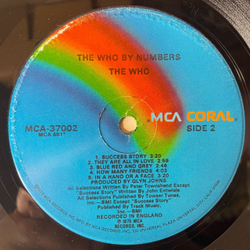 THE WHO BY NUMBERS
THE WHO
MCA-37002
MCA CORAL
SIDE 2
1. SUCCESS STORY 3:20
2. THEY ARE ALL IN LOVE 2:59
3. BLUE RED AND GREY 2:46
4. HOW MANY FRIENDS 4:03
5. IN A HAND OR A FACE 3:20
PRODUCED BY GLYN JOHNS
All Selections Written By Peter Townshend Except
"Success Story" Written By John Entwistle
All Selections Published By Towser Tunes,
Inc.—BMI Except "Success Story"
Published By Track Music,
Inc.—BMI
RECORDED IN ENGLAND
1975 MCA
RECORDS, INC.